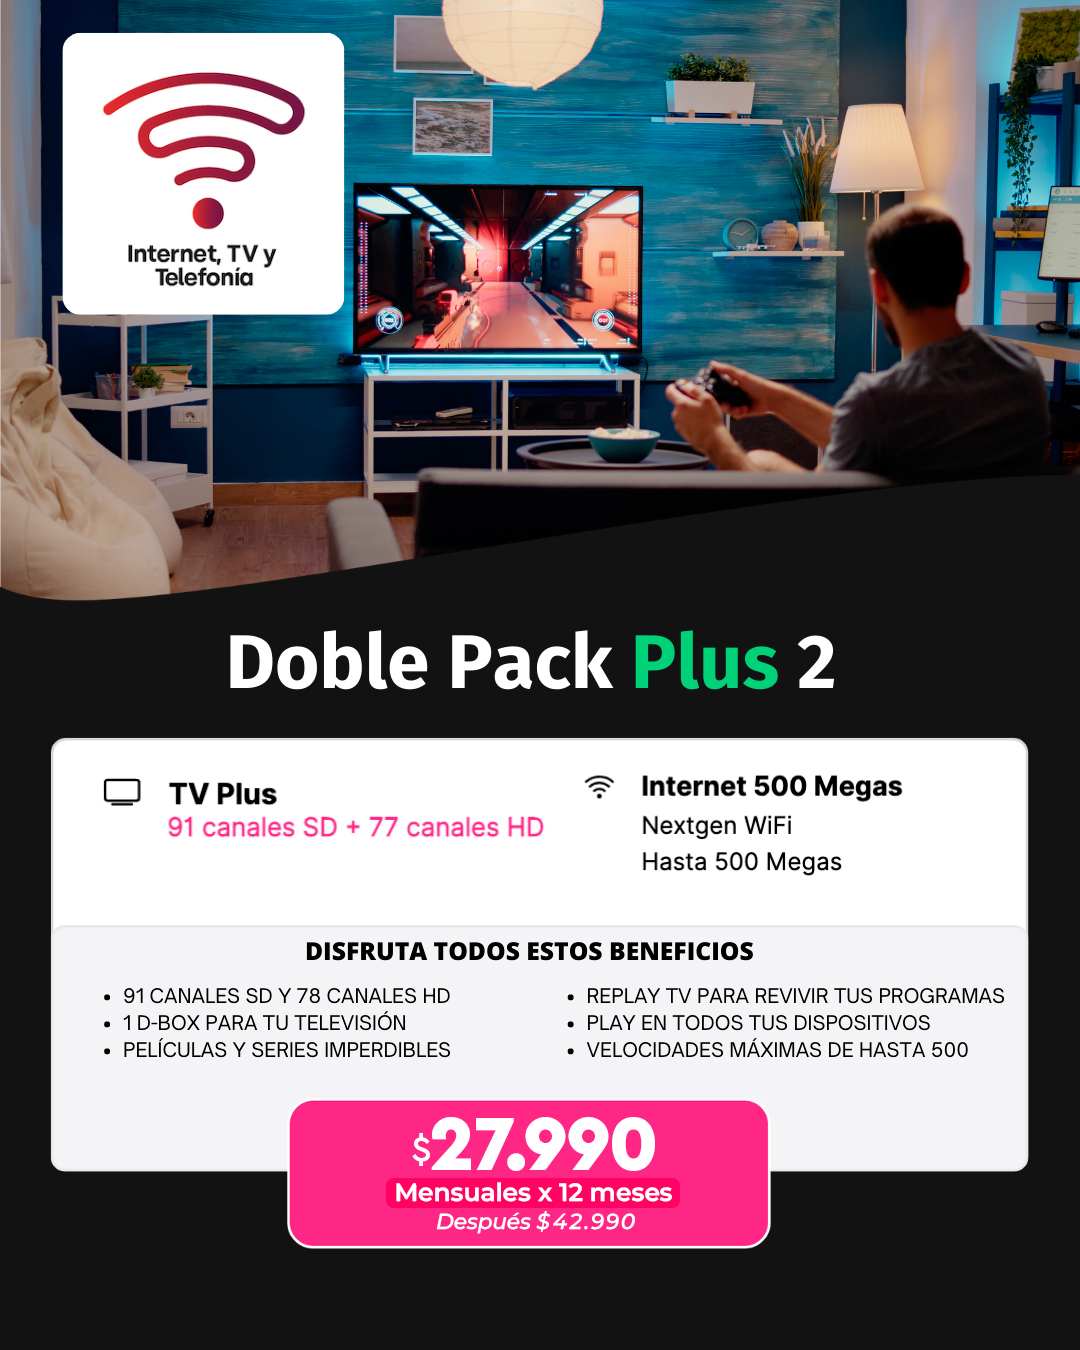 Internet, TV y
Telefonía
Doble Pack Plus 2
TV Plus
91 canales SD + 77 canales HD
Internet 500 Megas
Nextgen WiFi
Hasta 500 Megas
DISFRUTA TODOS ESTOS BENEFICIOS
• 91 CANALES SD Y 78 CANALES HD
• 1 D-BOX PARA TU TELEVISIÓN
• PELÍCULAS Y SERIES IMPERDIBLES
• REPLAY TV PARA REVIVIR TUS PROGRAMAS
• PLAY EN TODOS TUS DISPOSITIVOS
• VELOCIDADES MÁXIMAS DE HASTA 500
$27.990
Mensuales x 12 meses
Después $42.990